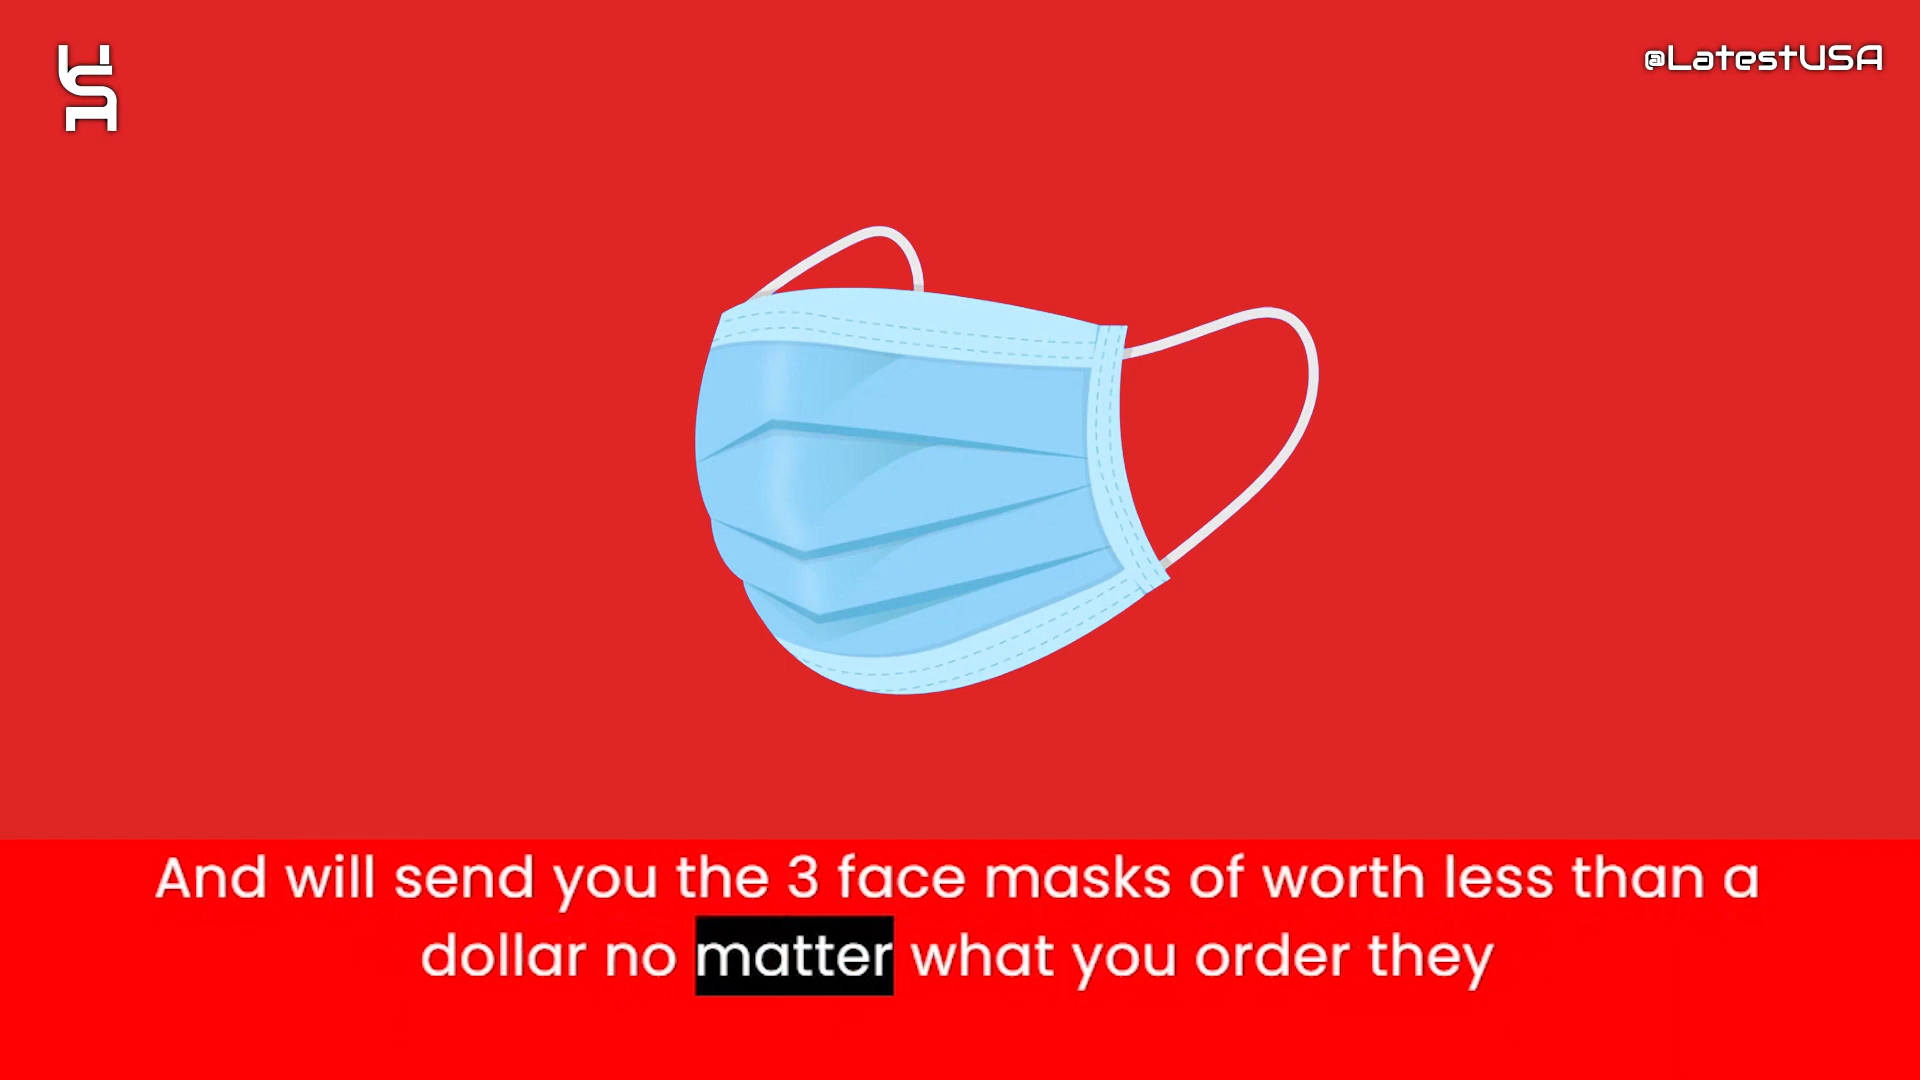 USA
@LatestUSA
And will send you the 3 face masks of worth less than a
dollar no matter what you order they